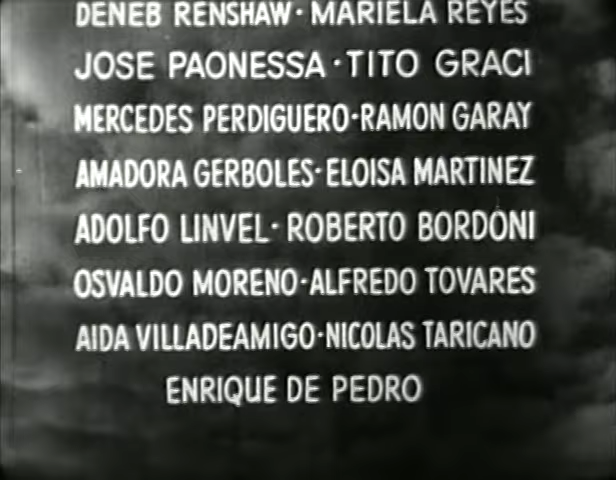 DENEB RENSHAW · MARIELA REYES
JOSE PAONESSA · TITO GRACI
MERCEDES PERDIGUERO · RAMON GARAY
AMADORA GERBOLES · ELOISA MARTINEZ
ADOLFO LINVEL · ROBERTO BORDONI
OSVALDO MORENO · ALFREDO TOVARES
AIDA VILLADEAMIGO · NICOLAS TARICANO
ENRIQUE DE PEDRO